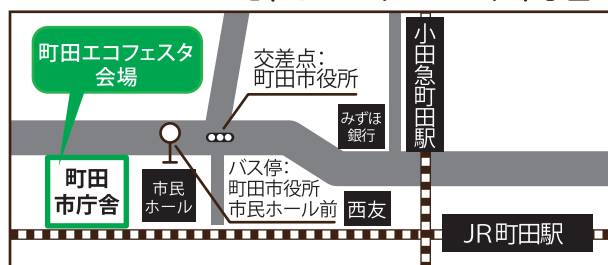 町田エコフェスタ
会場
交差点：
町田市役所
小田急町田駅
みずほ
銀行
町田
市庁舎
市民
ホール
バス停：
町田市役所
市民ホール前
西友
JR町田駅